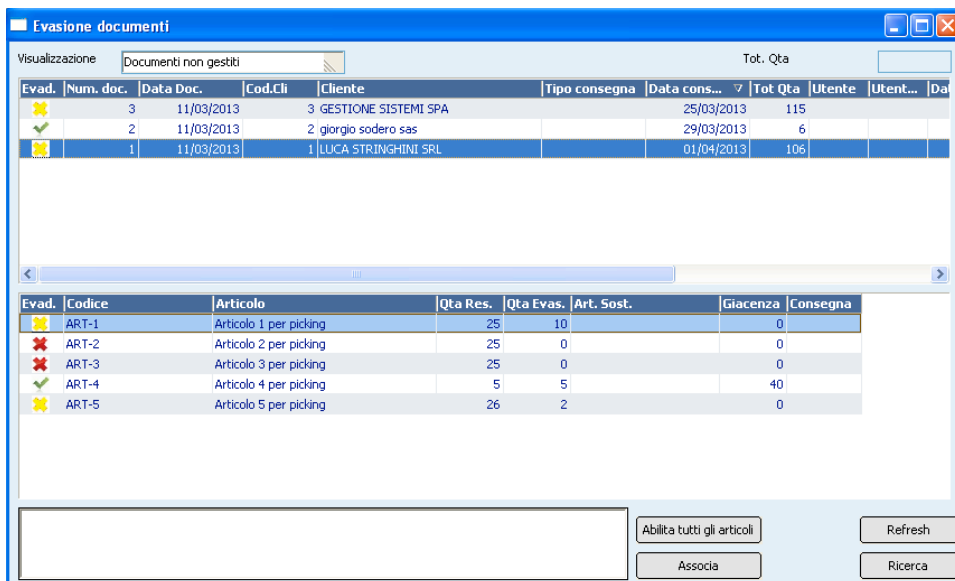 Evasione documenti
Visualizzazione Documenti non gestiti Tot. Qta
Evad. Num. doc. Data Doc. Cod.Cli Cliente Tipo consegna Data cons... Tot Qta Utente Utent... Dat
3 11/03/2013 3 GESTIONE SISTEMI SPA 25/03/2013 115
2 11/03/2013 2 giorgio sodero sas 29/03/2013 6
1 11/03/2013 1 LUCA STRINGHINI SRL 01/04/2013 106
Evad. Codice Articolo Qta Res. Qta Evas. Art. Sost. Giacenza Consegna
ART-1 Articolo 1 per picking 25 10 0
ART-2 Articolo 2 per picking 25 0 0
ART-3 Articolo 3 per picking 25 0 0
ART-4 Articolo 4 per picking 5 5 40
ART-5 Articolo 5 per picking 26 2 0
Abilita tutti gli articoli Refresh
Associa Ricerca